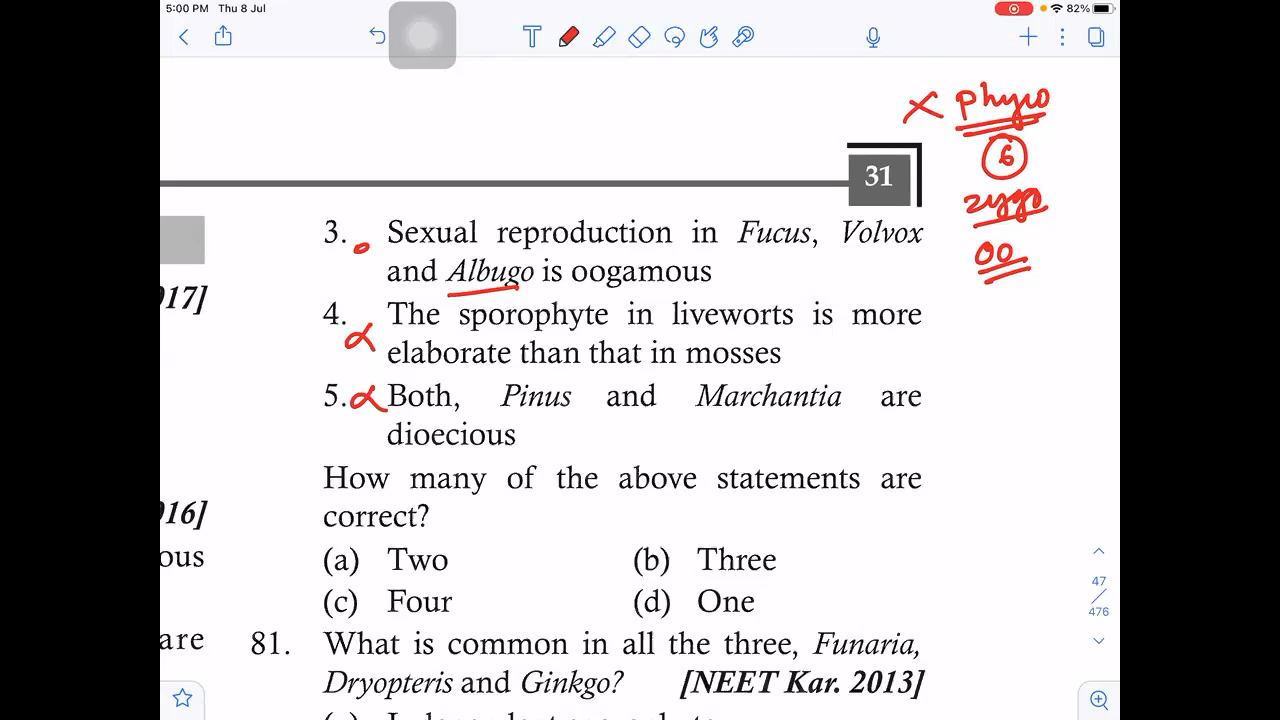 5:00 PM Thu 8 Jul
82%
T
phyco
6
zygo
00
31
3. Sexual reproduction in Fucus, Volvox
and Albugo is oogamous
017]
4. The sporophyte in liveworts is more
elaborate than that in mosses
5. Both, Pinus and Marchantia are
dioecious
How many of the above statements are
correct?
016]
ous
(a) Two (b) Three
(c) Four (d) One
47
476
are
81. What is common in all the three, Funaria,
Dryopteris and Ginkgo? [NEET Kar. 2013]